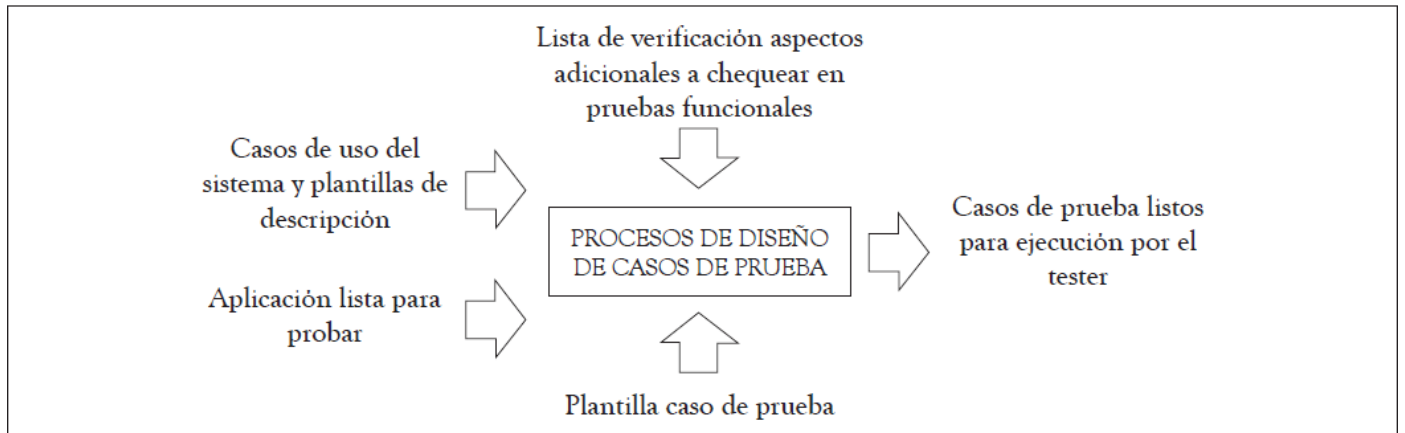 Lista de verificación aspectos
adicionales a chequear en
pruebas funcionales
Casos de uso del
sistema y plantillas de
descripción
Aplicación lista para
probar
PROCESOS DE DISEÑO
DE CASOS DE PRUEBA
Casos de prueba listos
para ejecución por el
tester
Plantilla caso de prueba